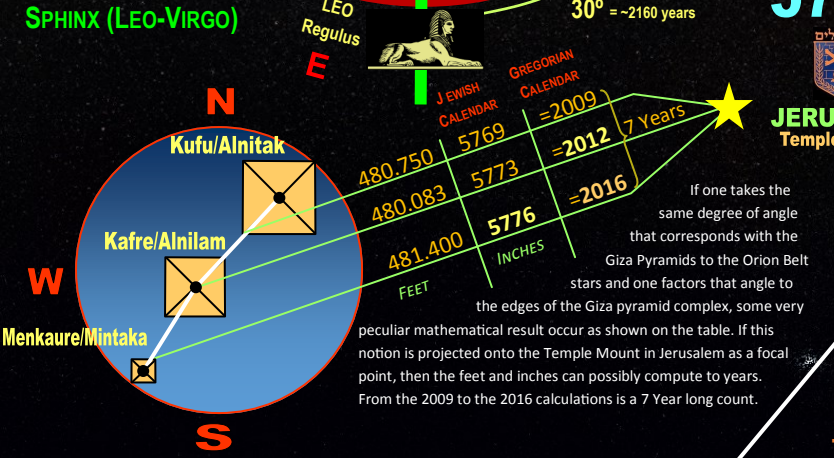 SPHINX (LEO-VIRGO)
LEO
Regulus
30º = ~2160 years
E
N
JEWISH
CALENDAR
GREGORIAN
CALENDAR
Kufu/Alnitak
480.750 5769 =2009
480.083 5773 =2012
481.400 5776 =2016
7 Years
FEET
INCHES
JERU
Temple
Kafre/Alnilam
W
Menkaure/Mintaka
S
If one takes the
same degree of angle
that corresponds with the
Giza Pyramids to the Orion Belt
stars and one factors that angle to
the edges of the Giza pyramid complex, some very
peculiar mathematical result occur as shown on the table. If this
notion is projected onto the Temple Mount in Jerusalem as a focal
point, then the feet and inches can possibly compute to years.
From the 2009 to the 2016 calculations is a 7 Year long count.